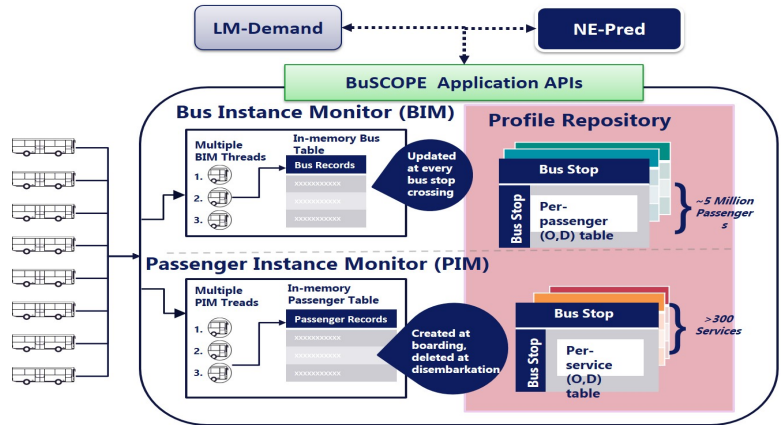 LM-Demand
NE-Pred
BuSCOPE Application APIs
Bus Instance Monitor (BIM)
Multiple
BIM Threads
1.
2.
3.
In-memory Bus
Table
Bus Records
xxxxxxxxxxx
xxxxxxxxxxx
xxxxxxxxxxx
Updated
at every
bus stop
crossing
Profile Repository
Bus Stop
Bus Stop
Per-
passenger
(O,D) table
~5 Million
Passenger
s
Passenger Instance Monitor (PIM)
Multiple
PIM Treads
1.
2.
3.
In-memory
Passenger Table
Passenger Records
xxxxxxxxxxx
xxxxxxxxxxx
xxxxxxxxxxx
Created at
boarding,
deleted at
disembarkation
Bus Stop
Bus Stop
Per-
service
(O,D)
table
>300
Services